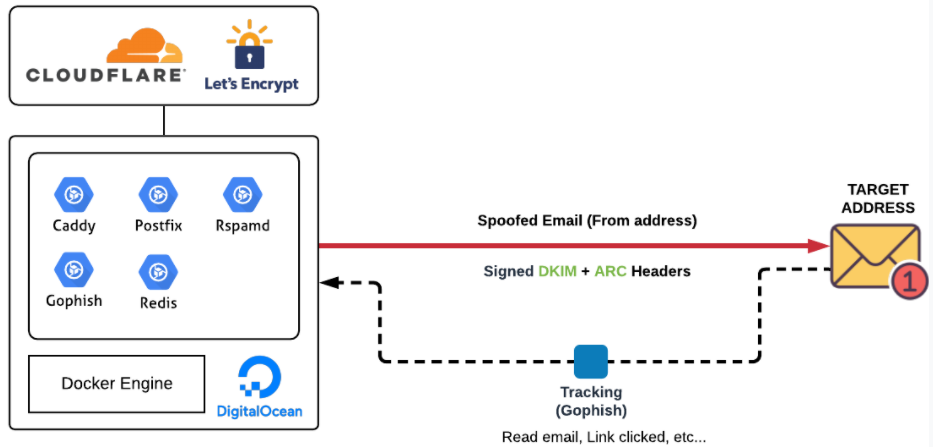 CLOUDFLARE
Let's Encrypt
Caddy
Postfix
Rspamd
Gophish
Redis
Docker Engine
DigitalOcean
Spoofed Email (From address)
Signed DKIM + ARC Headers
TARGET
ADDRESS
1
Tracking
(Gophish)
Read email, Link clicked, etc...